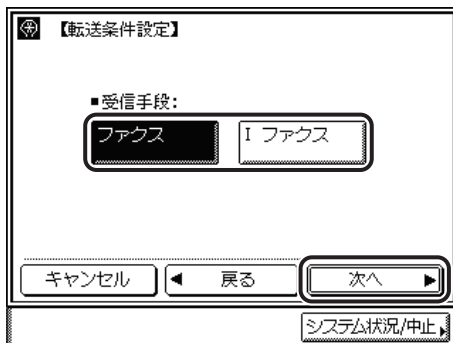 【転送条件設定】
■受信手段:
ファクス I ファクス
キャンセル ◀ 戻る 次へ ▶
システム状況/中止